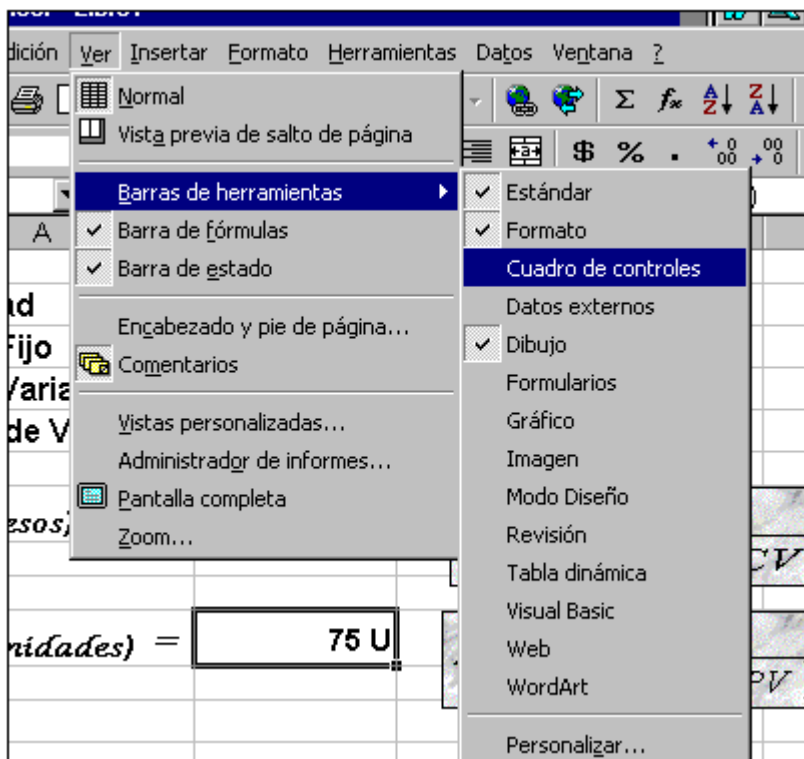 dición Ver Insertar Formato Herramientas Datos Ventana ?
Normal
Vista previa de salto de página
Barras de herramientas
Barra de fórmulas
Barra de estado
Encabezado y pie de página...
Comentarios
Vistas personalizadas...
Administrador de informes...
Pantalla completa
Zoom...
Estándar
Formato
Cuadro de controles
Datos externos
Dibujo
Formularios
Gráfico
Imagen
Modo Diseño
Revisión
Tabla dinámica
Visual Basic
Web
WordArt
Personalizar...
A
ad
Fijo
Varia
de V
esos)
nidades) =
75 U
CV
PV